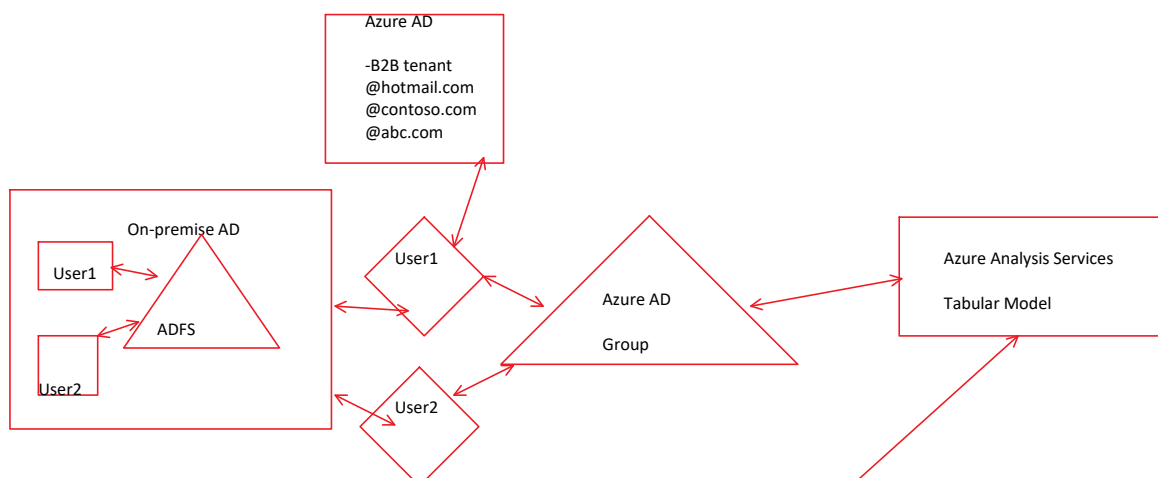 Azure AD
-B2B tenant
@hotmail.com
@contoso.com
@abc.com
On-premise AD
User1
ADFS
User2
User1
User2
Azure AD
Group
Azure Analysis Services
Tabular Model